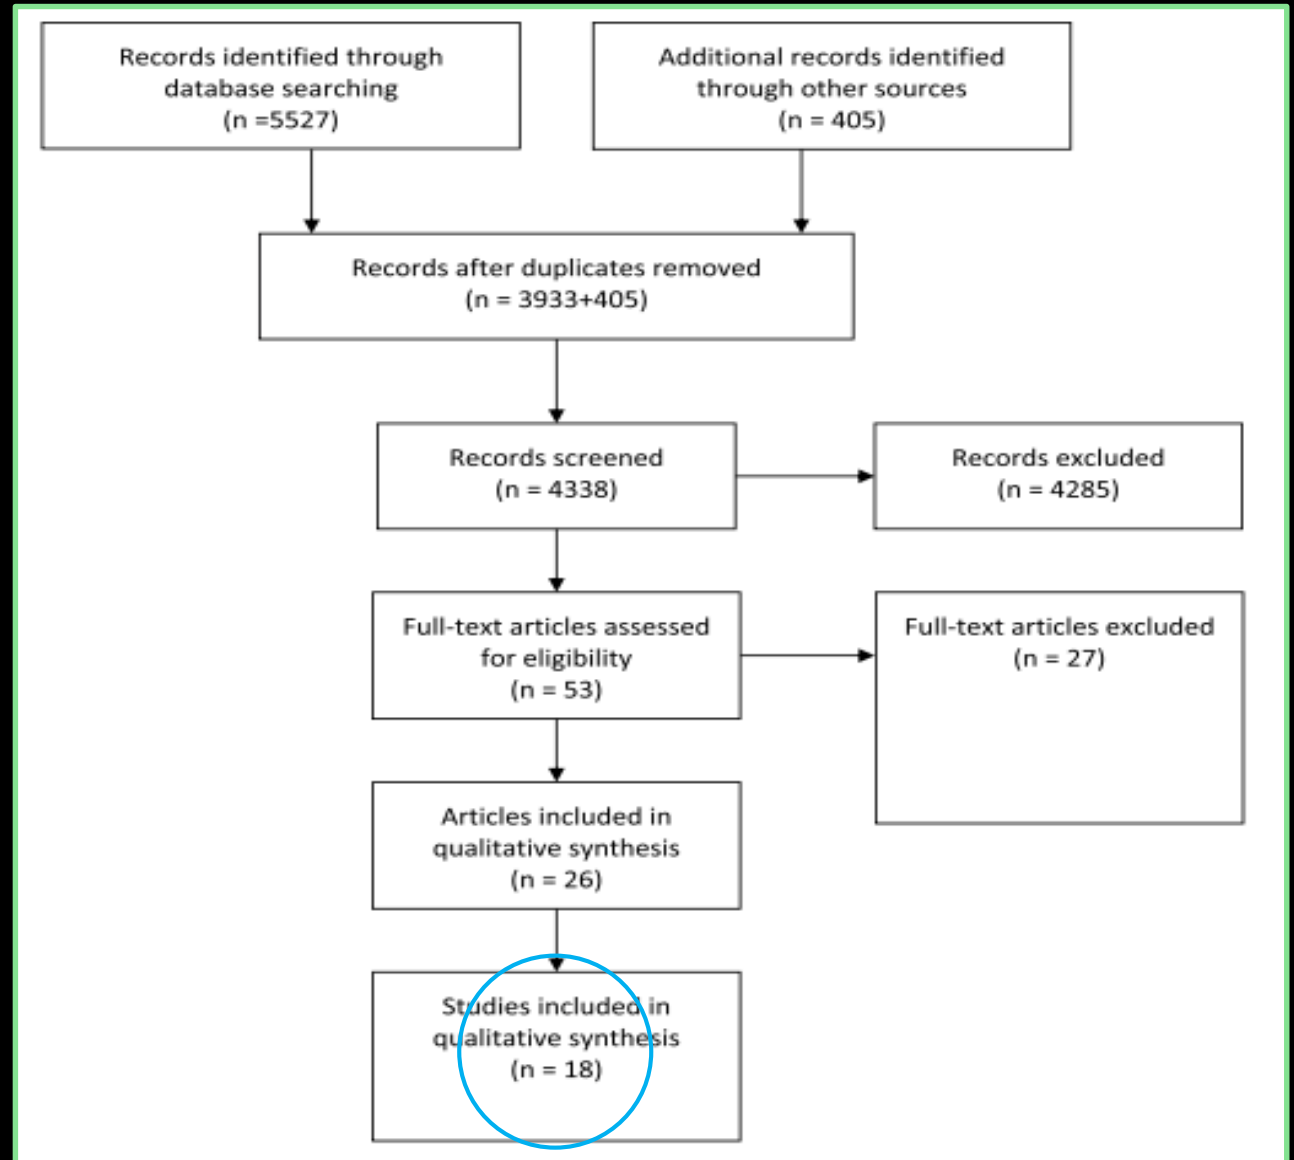 Records identified through
database searching
(n =5527)
Additional records identified
through other sources
(n = 405)
Records after duplicates removed
(n = 3933+405)
Records screened
(n = 4338)
Records excluded
(n = 4285)
Full-text articles assessed
for eligibility
(n = 53)
Full-text articles excluded
(n = 27)
Articles included in
qualitative synthesis
(n = 26)
Studies included in
qualitative synthesis
(n = 18)